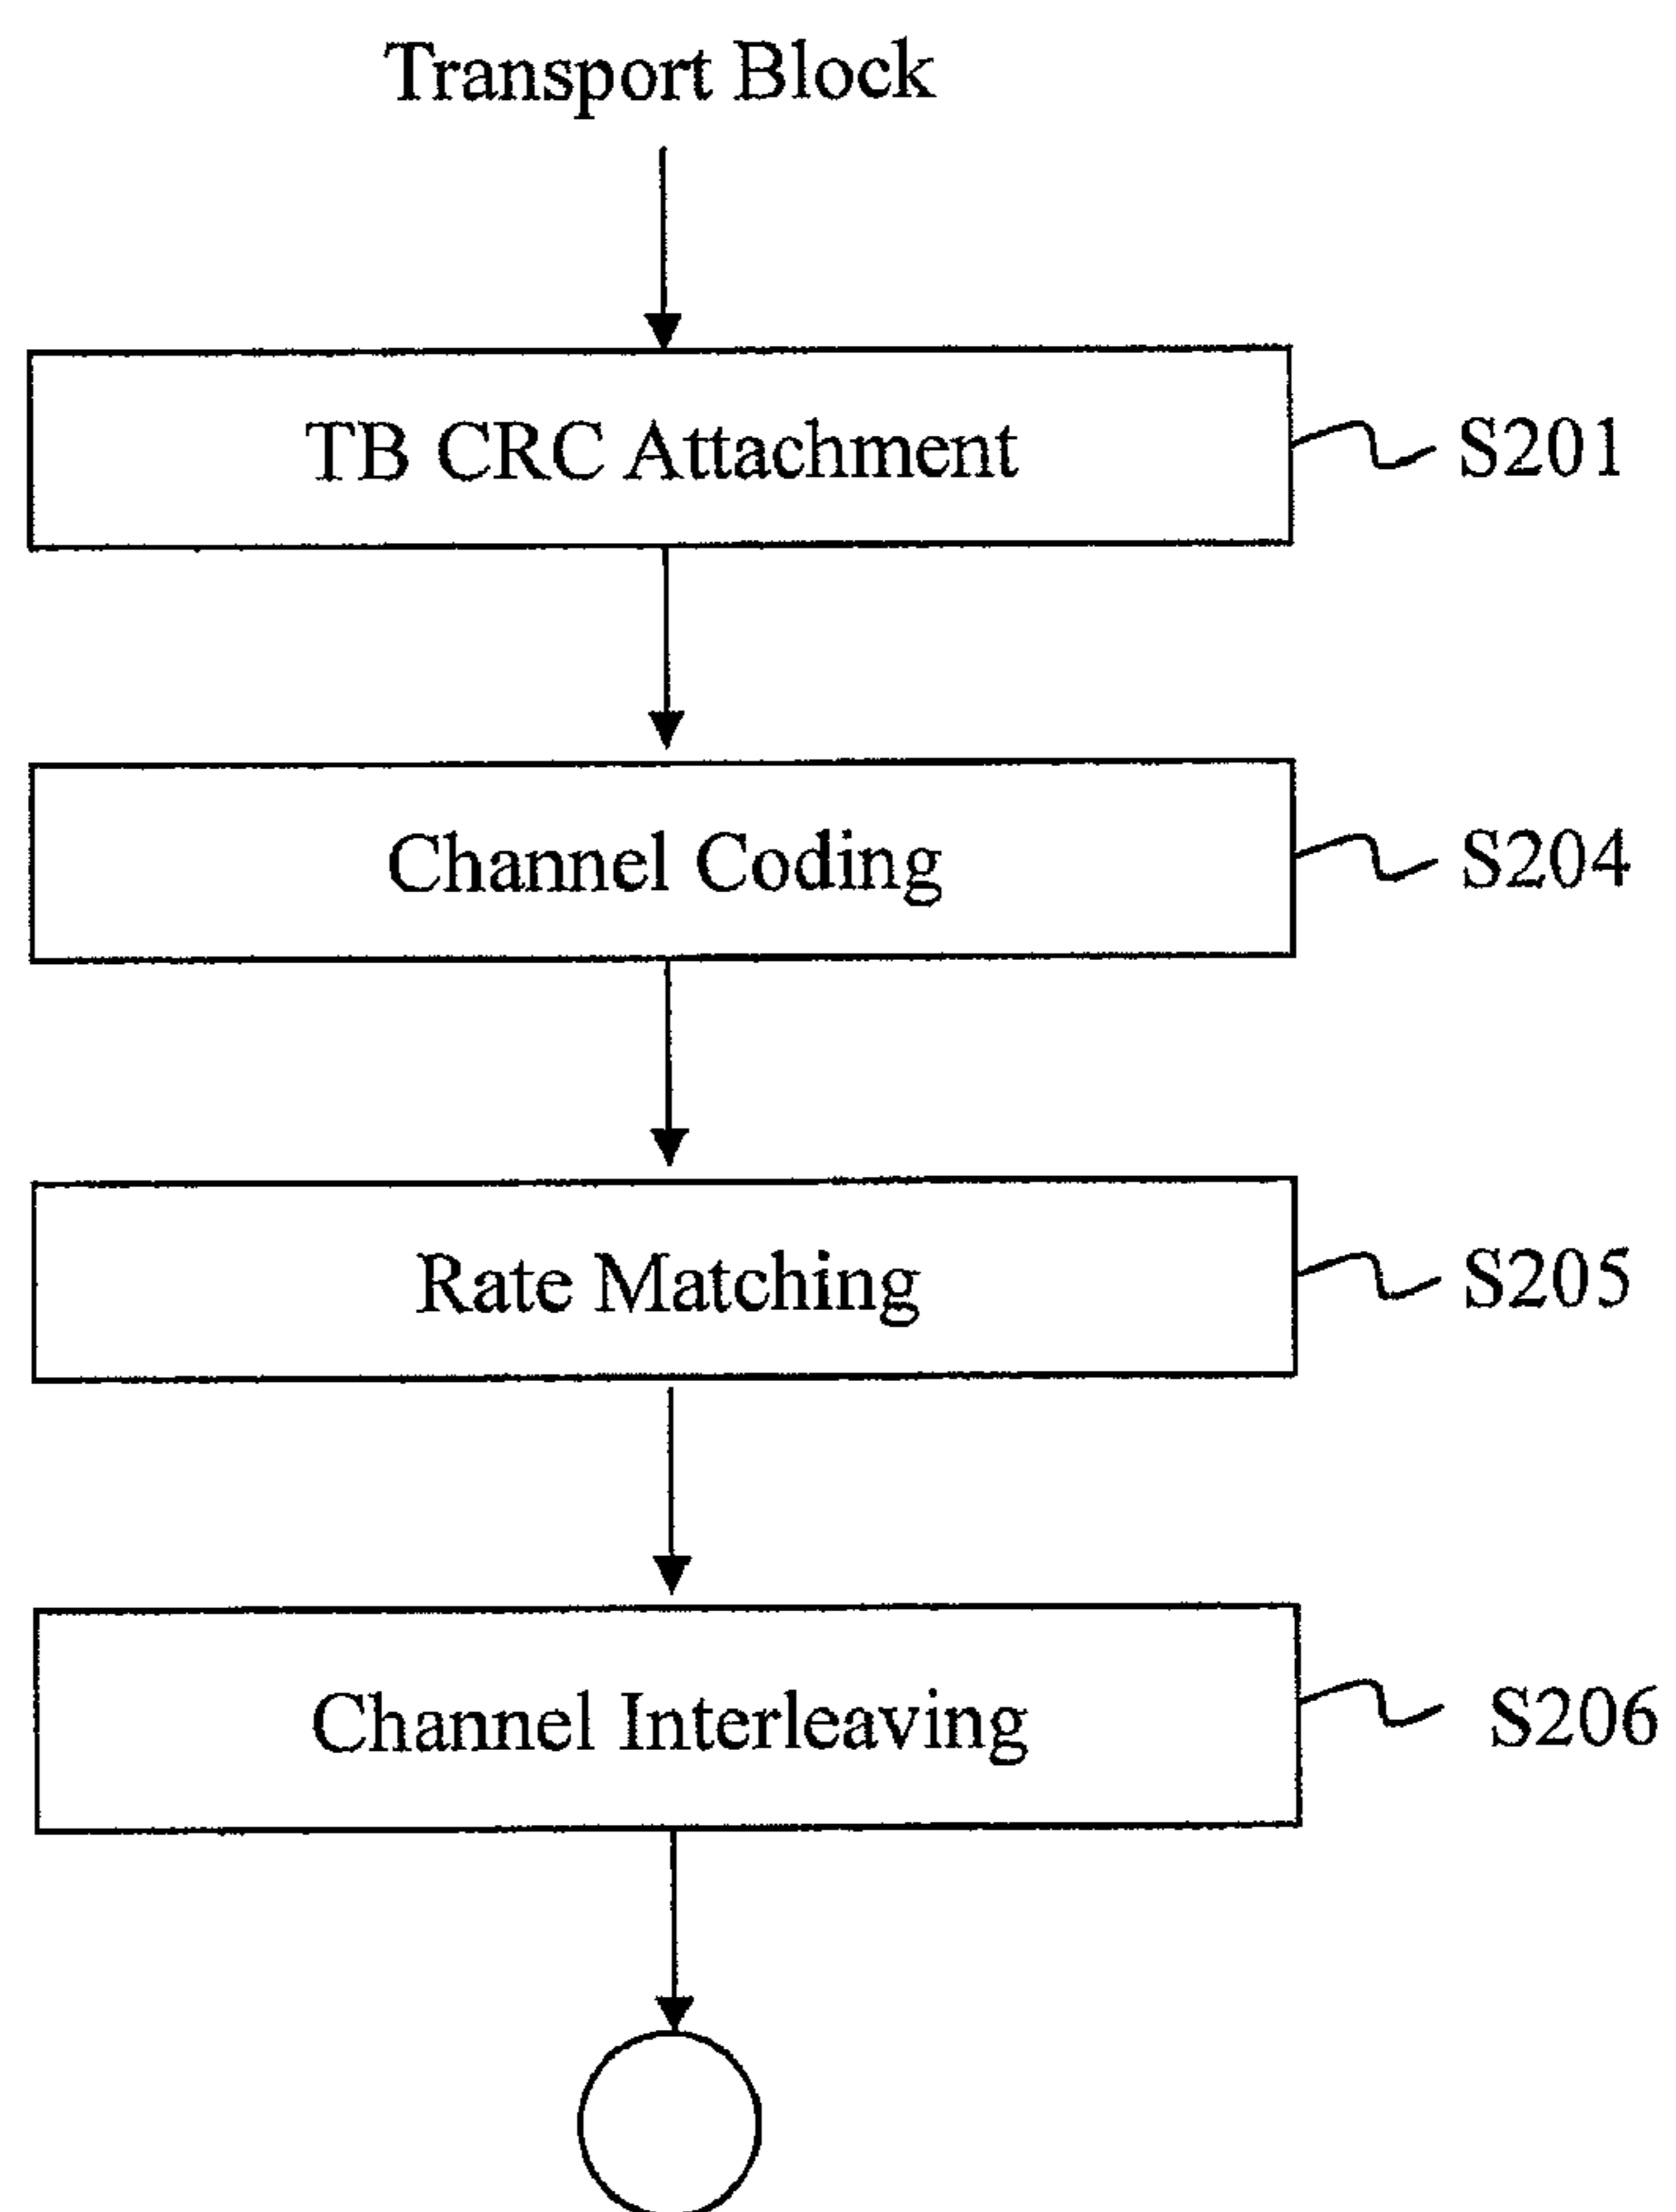 Transport Block
TB CRC Attachment
S201
Channel Coding
S204
Rate Matching
S205
Channel Interleaving
S206